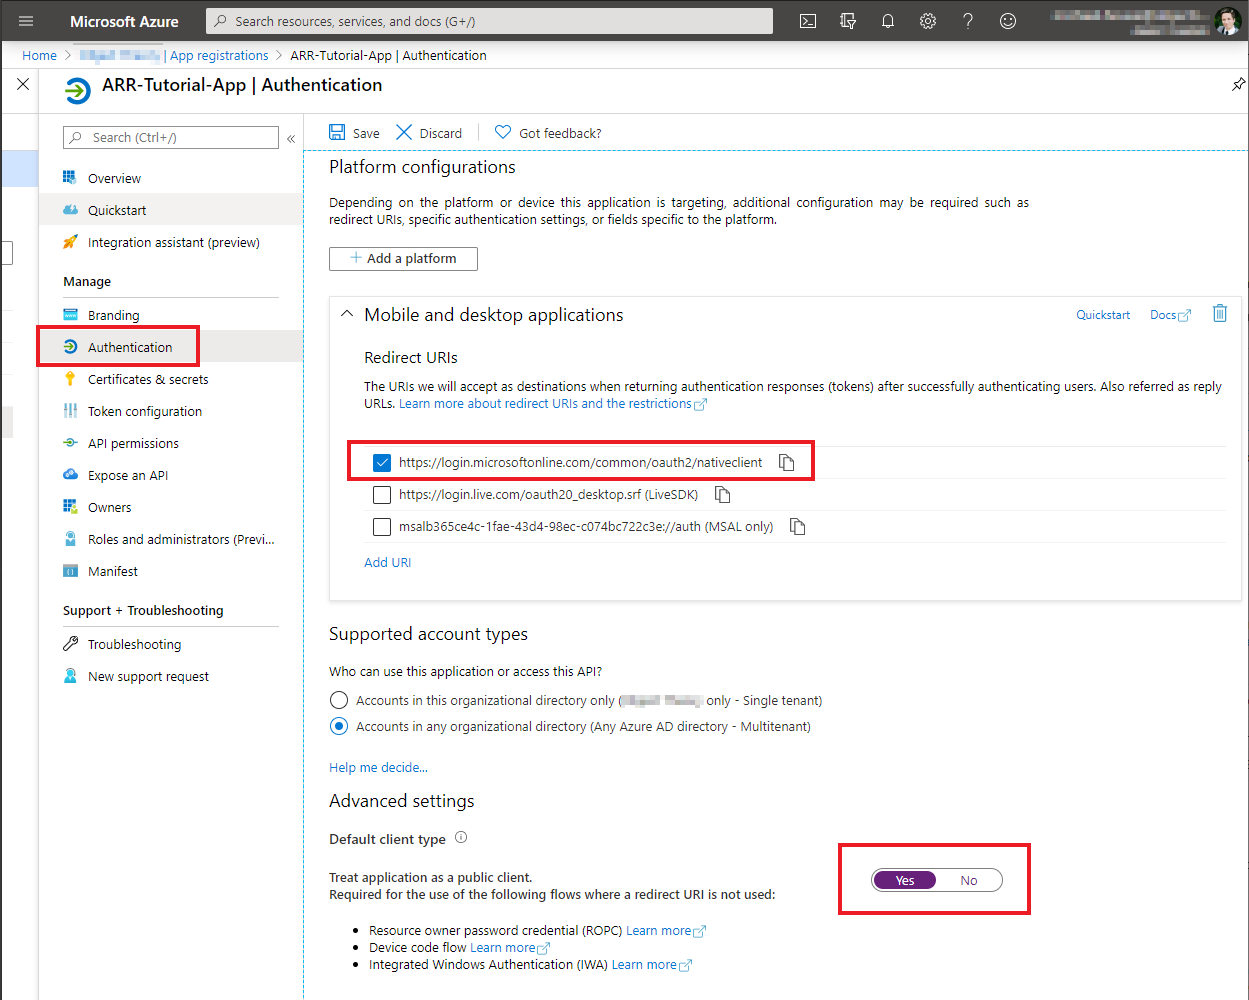 Microsoft Azure
Search resources, services, and docs (G+/)
Home > | App registrations > ARR-Tutorial-App | Authentication
ARR-Tutorial-App | Authentication
Search (Ctrl+/)
«
Overview
Quickstart
Integration assistant (preview)
Manage
Branding
Authentication
Certificates & secrets
Token configuration
API permissions
Expose an API
Owners
Roles and administrators (Previ...
Manifest
Support + Troubleshooting
Troubleshooting
New support request
Save
Discard
Got feedback?
Platform configurations
Depending on the platform or device this application is targeting, additional configuration may be required such as
redirect URIs, specific authentication settings, or fields specific to the platform.
+ Add a platform
Mobile and desktop applications
Quickstart
Docs
Redirect URIs
The URIs we will accept as destinations when returning authentication responses (tokens) after successfully authenticating users. Also referred as reply
URLs. Learn more about redirect URIs and the restrictions
https://login.microsoftonline.com/common/oauth2/nativeclient
https://login.live.com/oauth20_desktop.srf (LiveSDK)
msalb365ce4c-1fae-43d4-98ec-c074bc722c3e://auth (MSAL only)
Add URI
Supported account types
Who can use this application or access this API?
Accounts in this organizational directory only ( only - Single tenant)
Accounts in any organizational directory (Any Azure AD directory - Multitenant)
Help me decide...
Advanced settings
Default client type
Treat application as a public client.
Required for the use of the following flows where a redirect URI is not used:
Yes
No
• Resource owner password credential (ROPC) Learn more
• Device code flow Learn more
• Integrated Windows Authentication (IWA) Learn more